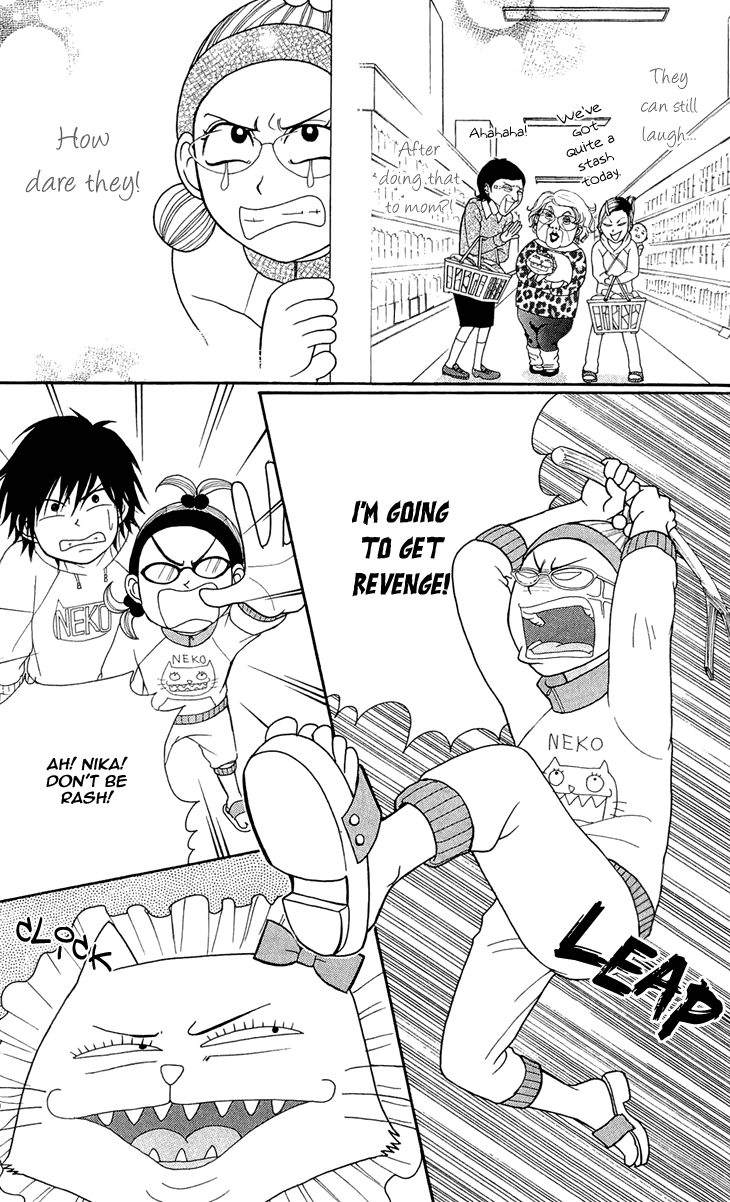 They
can still
laugh...
We've
got
quite a
stash
today.
Ahahaha!
After
doing that
to mom?!
How
dare they!
I'M GOING
TO GET
REVENGE!
NEKO
LEAP
NEKO
NEKO
AH! NIKA!
DON'T BE
RASH!
CLICK